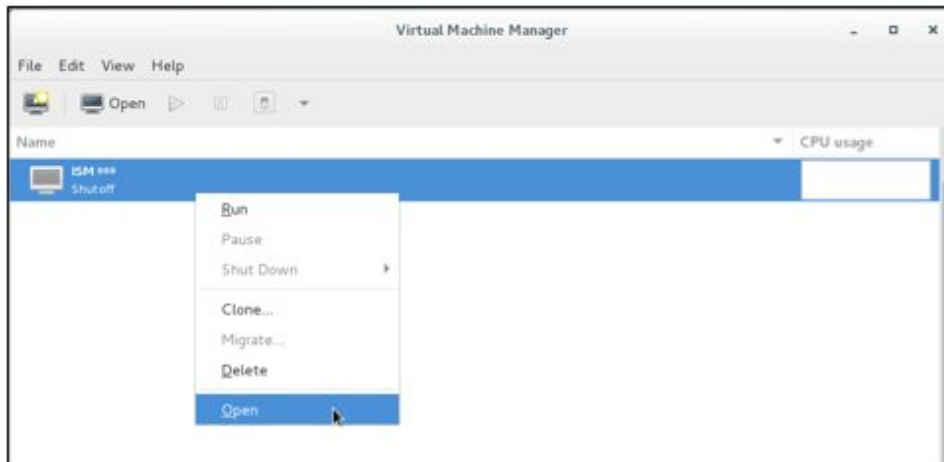 Virtual Machine Manager
File Edit View Help
Open
Name CPU usage
ISM ***
Shutoff
Run
Pause
Shut Down
Clone...
Migrate...
Delete
Open